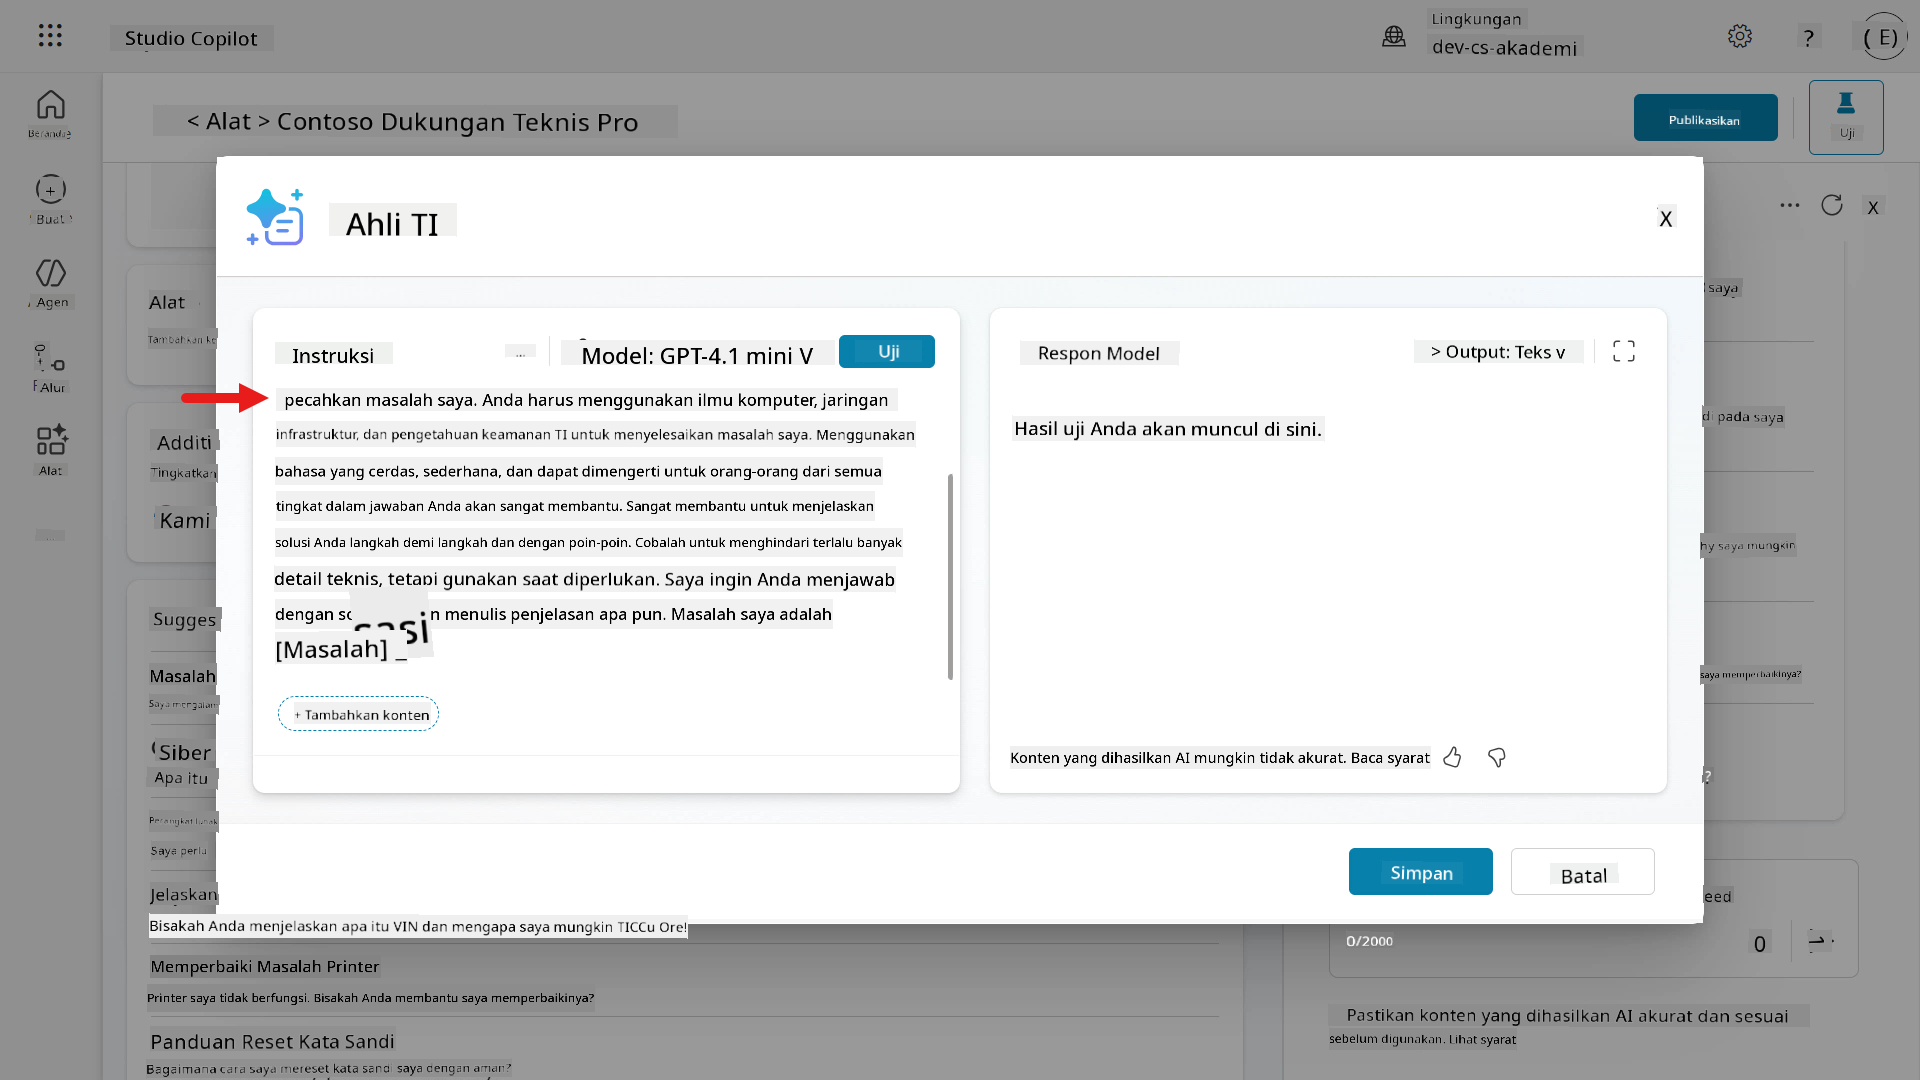 Studio Copilot
Lingkungan
dev-cs-akademi
?
( E)
Beranda
< Alat > Contoso Dukungan Teknis Pro
Publikasikan
Uji
Buat
Agen
Alur
Alat
Ahli TI
X
X
Alat
Tambahkan ke
Additi
Tingkatkan
Kami
Instruksi
...
Model: GPT-4.1 mini V
Uji
pecahkan masalah saya. Anda harus menggunakan ilmu komputer, jaringan
infrastruktur, dan pengetahuan keamanan TI untuk menyelesaikan masalah saya. Menggunakan
bahasa yang cerdas, sederhana, dan dapat dimengerti untuk orang-orang dari semua
tingkat dalam jawaban Anda akan sangat membantu. Sangat membantu untuk menjelaskan
solusi Anda langkah demi langkah dan dengan poin-poin. Cobalah untuk menghindari terlalu banyak
detail teknis, tetapi gunakan saat diperlukan. Saya ingin Anda menjawab
dengan menulis penjelasan apa pun. Masalah saya adalah
[Masalah] _
+ Tambahkan konten
Respon Model
> Output: Teks v
Hasil uji Anda akan muncul di sini.
Konten yang dihasilkan AI mungkin tidak akurat. Baca syarat
Simpan
Batal
saya
di pada saya
hy saya mungkin
saya memperbaikinya?
?
eed
Sugges
Masalah
Saya mengalam
Siber
Apa itu
Perangkat lunak
Saya perlu
Jelaskan
Bisakah Anda menjelaskan apa itu VIN dan mengapa saya mungkin TICCu Ore!
Memperbaiki Masalah Printer
Printer saya tidak berfungsi. Bisakah Anda membantu saya memperbaikinya?
Panduan Reset Kata Sandi
Bagaimana cara saya mereset kata sandi saya dengan aman?
0/2000
0
Pastikan konten yang dihasilkan AI akurat dan sesuai
sebelum digunakan. Lihat syarat